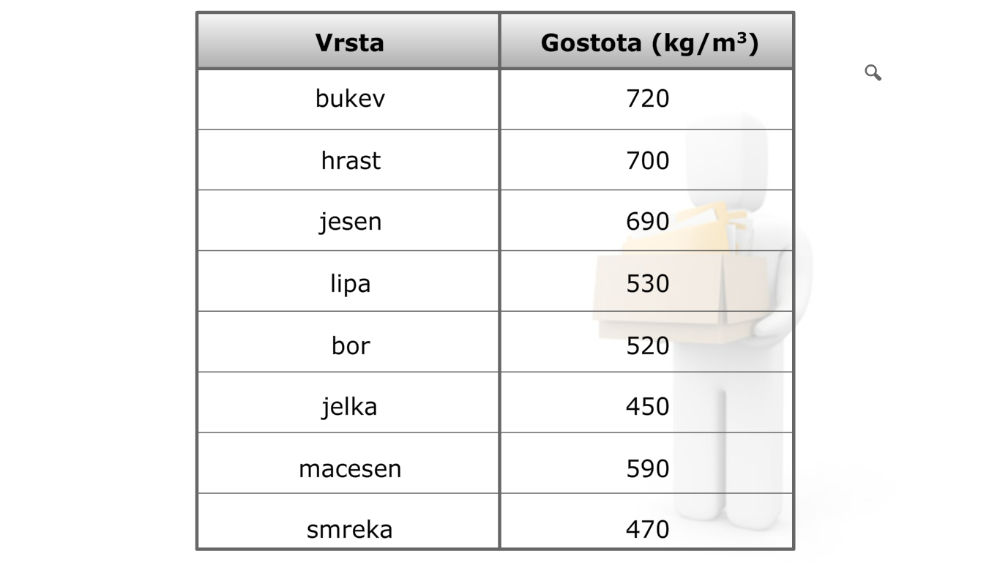 Vrsta Gostota (kg/m³)
bukev 720
hrast 700
jesen 690
lipa 530
bor 520
jelka 450
macesen 590
smreka 470